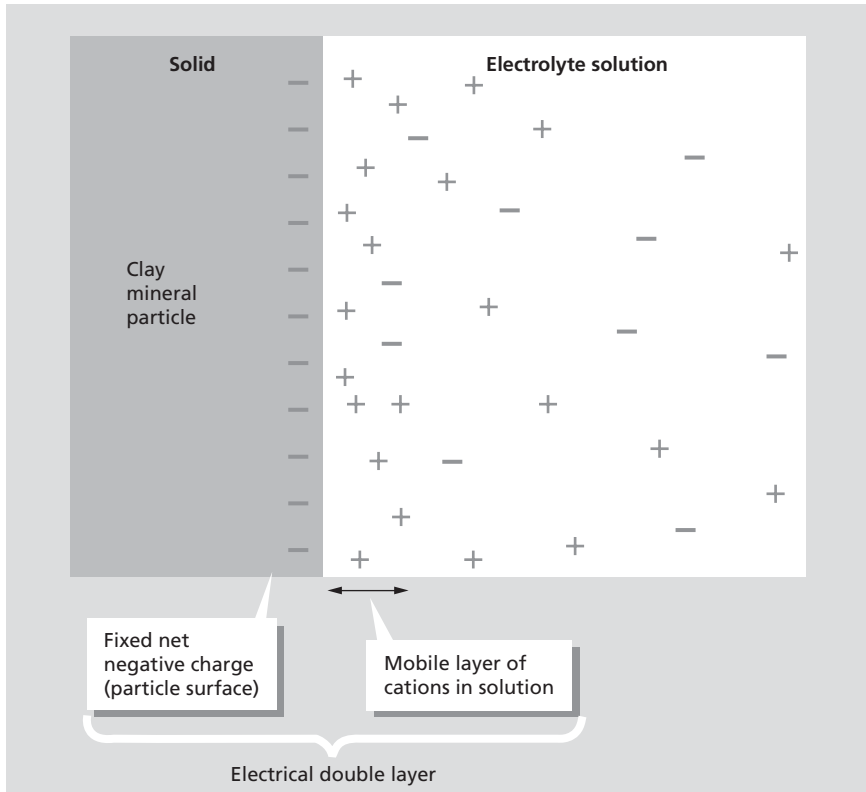 Solid
Electrolyte solution
Clay
mineral
particle
Fixed net
negative charge
(particle surface)
Mobile layer of
cations in solution
Electrical double layer